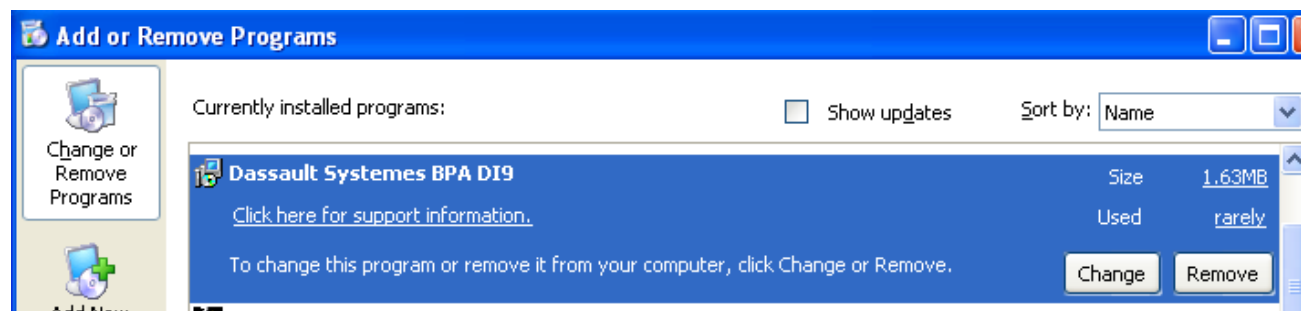 Add or Remove Programs
Change or
Remove
Programs
Currently installed programs:
Show updates
Sort by: Name
Dassault Systemes BPA DI9
Size 1.63MB
Click here for support information.
Used rarely
To change this program or remove it from your computer, click Change or Remove.
Change Remove
Add New